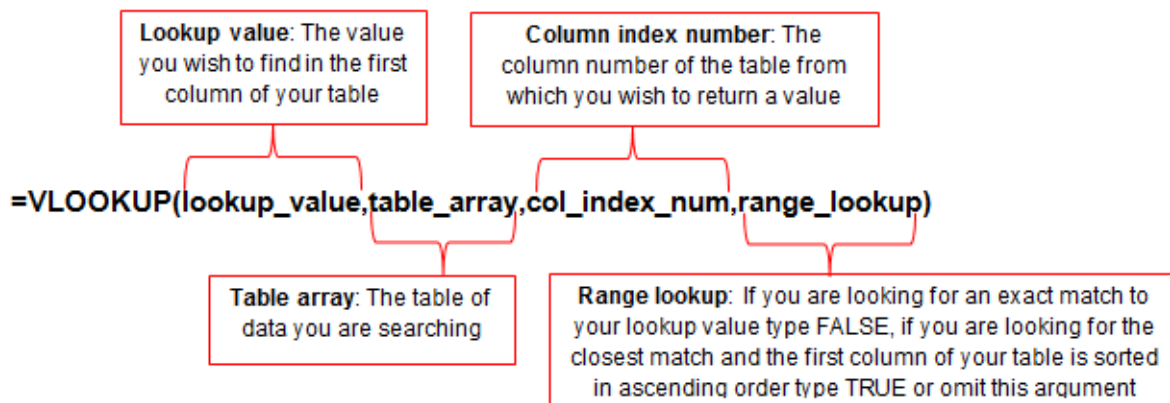 Lookup value: The value
you wish to find in the first
column of your table
Column index number: The
column number of the table from
which you wish to return a value
=VLOOKUP(lookup_value,table_array,col_index_num,range_lookup)
Table array: The table of
data you are searching
Range lookup: If you are looking for an exact match to
your lookup value type FALSE, if you are looking for the
closest match and the first column of your table is sorted
in ascending order type TRUE or omit this argument